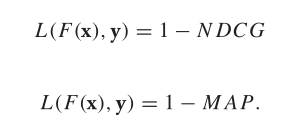 L(F(x), y) = 1 − NDCG
L(F(x), y) = 1 − MAP.